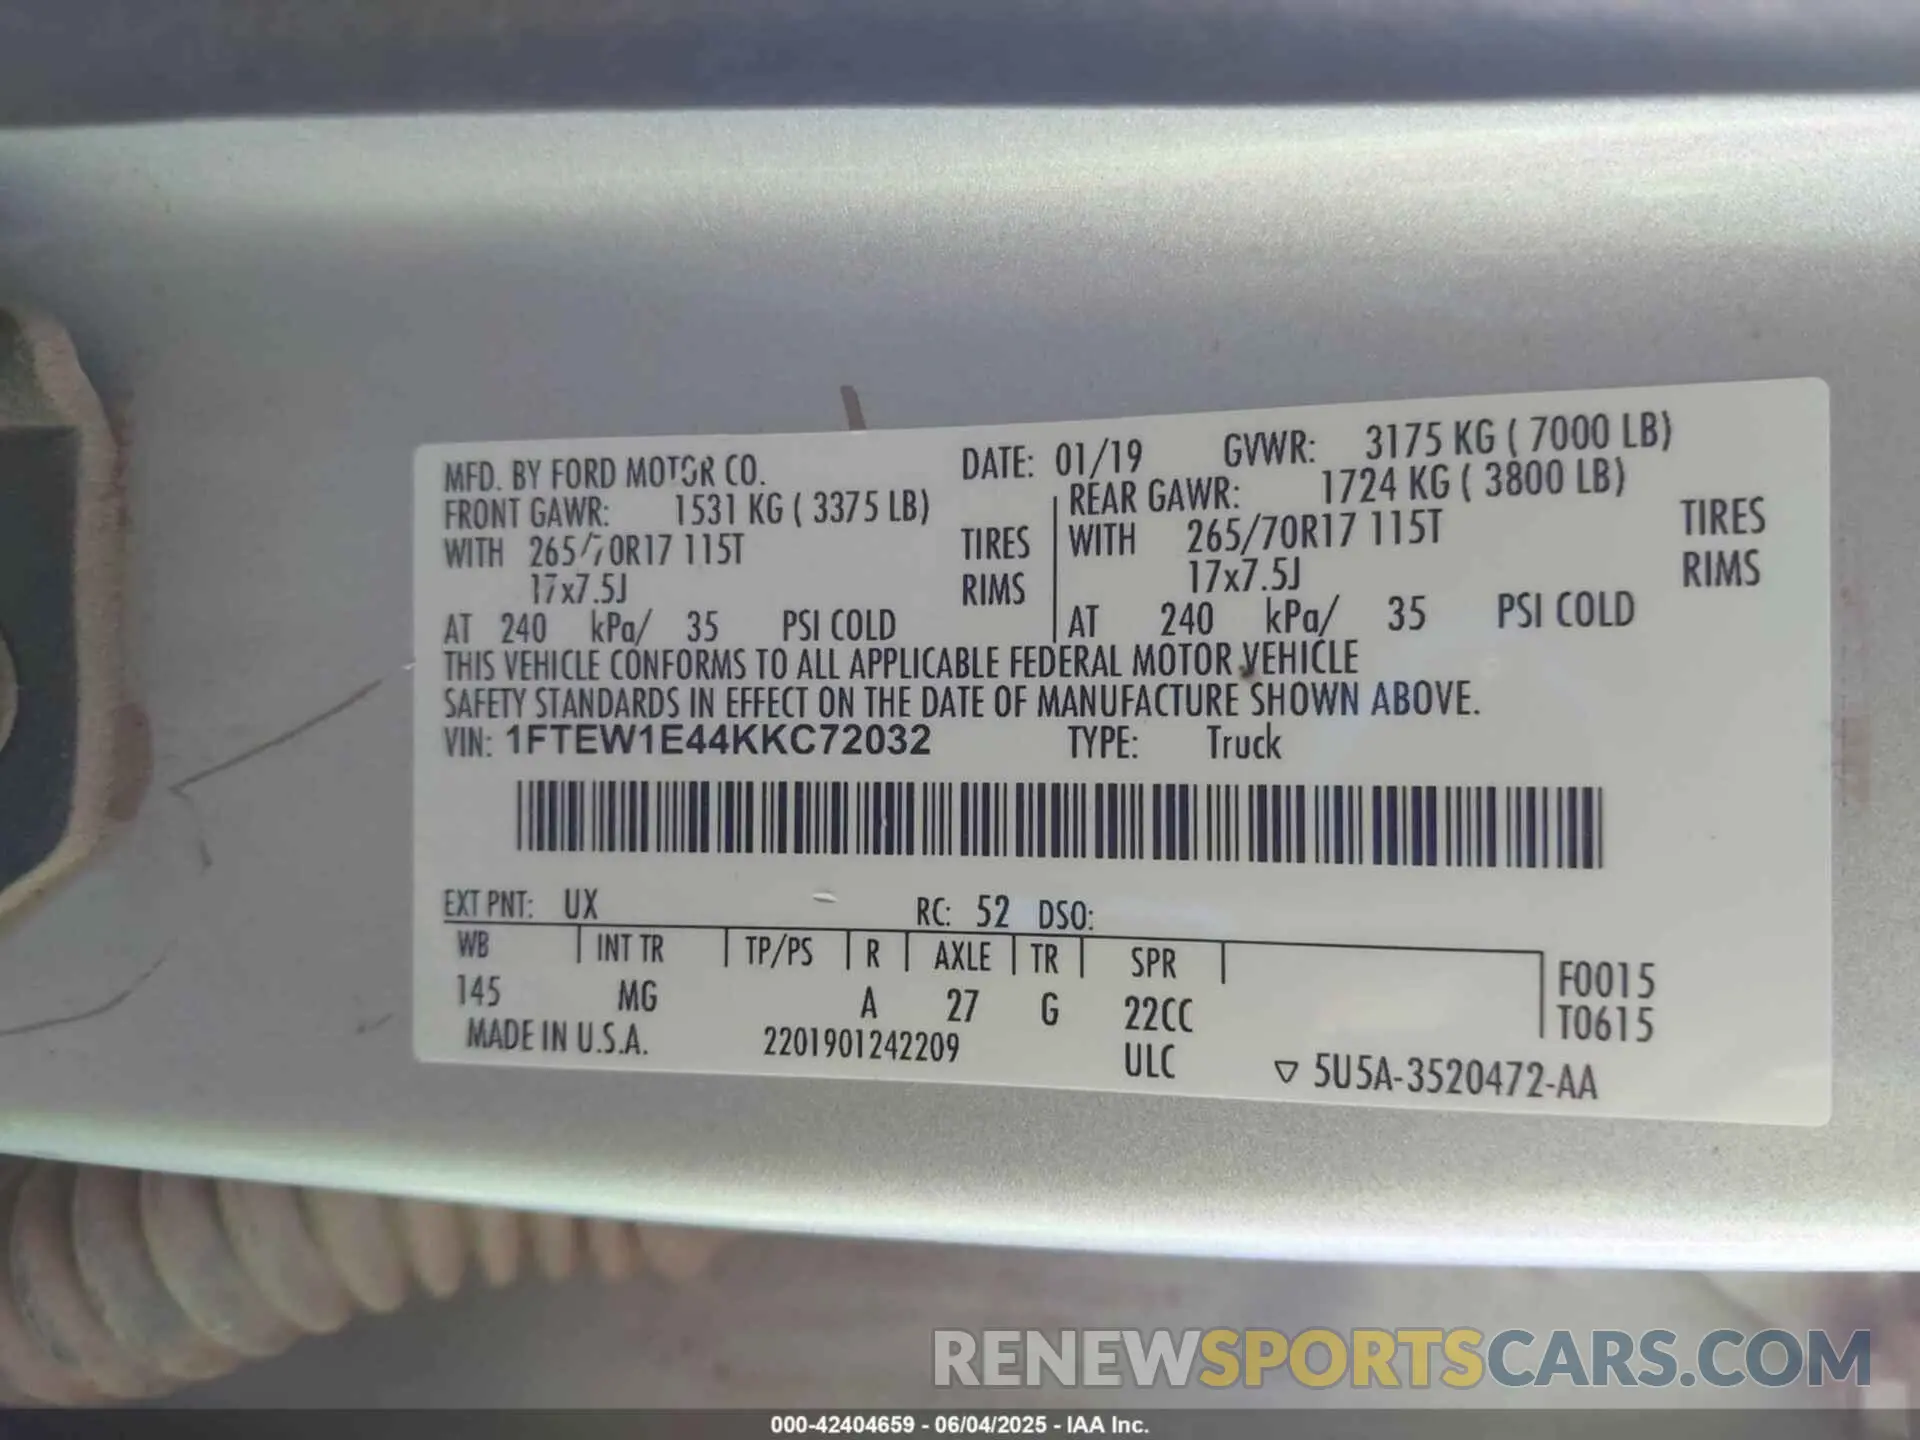 MFD. BY FORD MOTOR CO. DATE: 01/19 GVWR: 3175 KG ( 7000 LB)
FRONT GAWR: 1531 KG ( 3375 LB) REAR GAWR: 1724 KG ( 3800 LB)
WITH 265/70R17 115T TIRES WITH 265/70R17 115T TIRES
17x7.5J RIMS 17x7.5J RIMS
AT 240 kPa/ 35 PSI COLD AT 240 kPa/ 35 PSI COLD
THIS VEHICLE CONFORMS TO ALL APPLICABLE FEDERAL MOTOR VEHICLE
SAFETY STANDARDS IN EFFECT ON THE DATE OF MANUFACTURE SHOWN ABOVE.
VIN: 1FTEW1E44KKC72032 TYPE: Truck
EXT PNT: UX RC: 52 DSO:
WB INT TR TP/PS R AXLE TR SPR F0015
145 MG A 27 G 22CC T0615
MADE IN U.S.A. 2201901242209 ULC ▽ 5U5A-3520472-AA
RENEWSPORTSCARS.COM
000-42404659 - 06/04/2025 - IAA Inc.